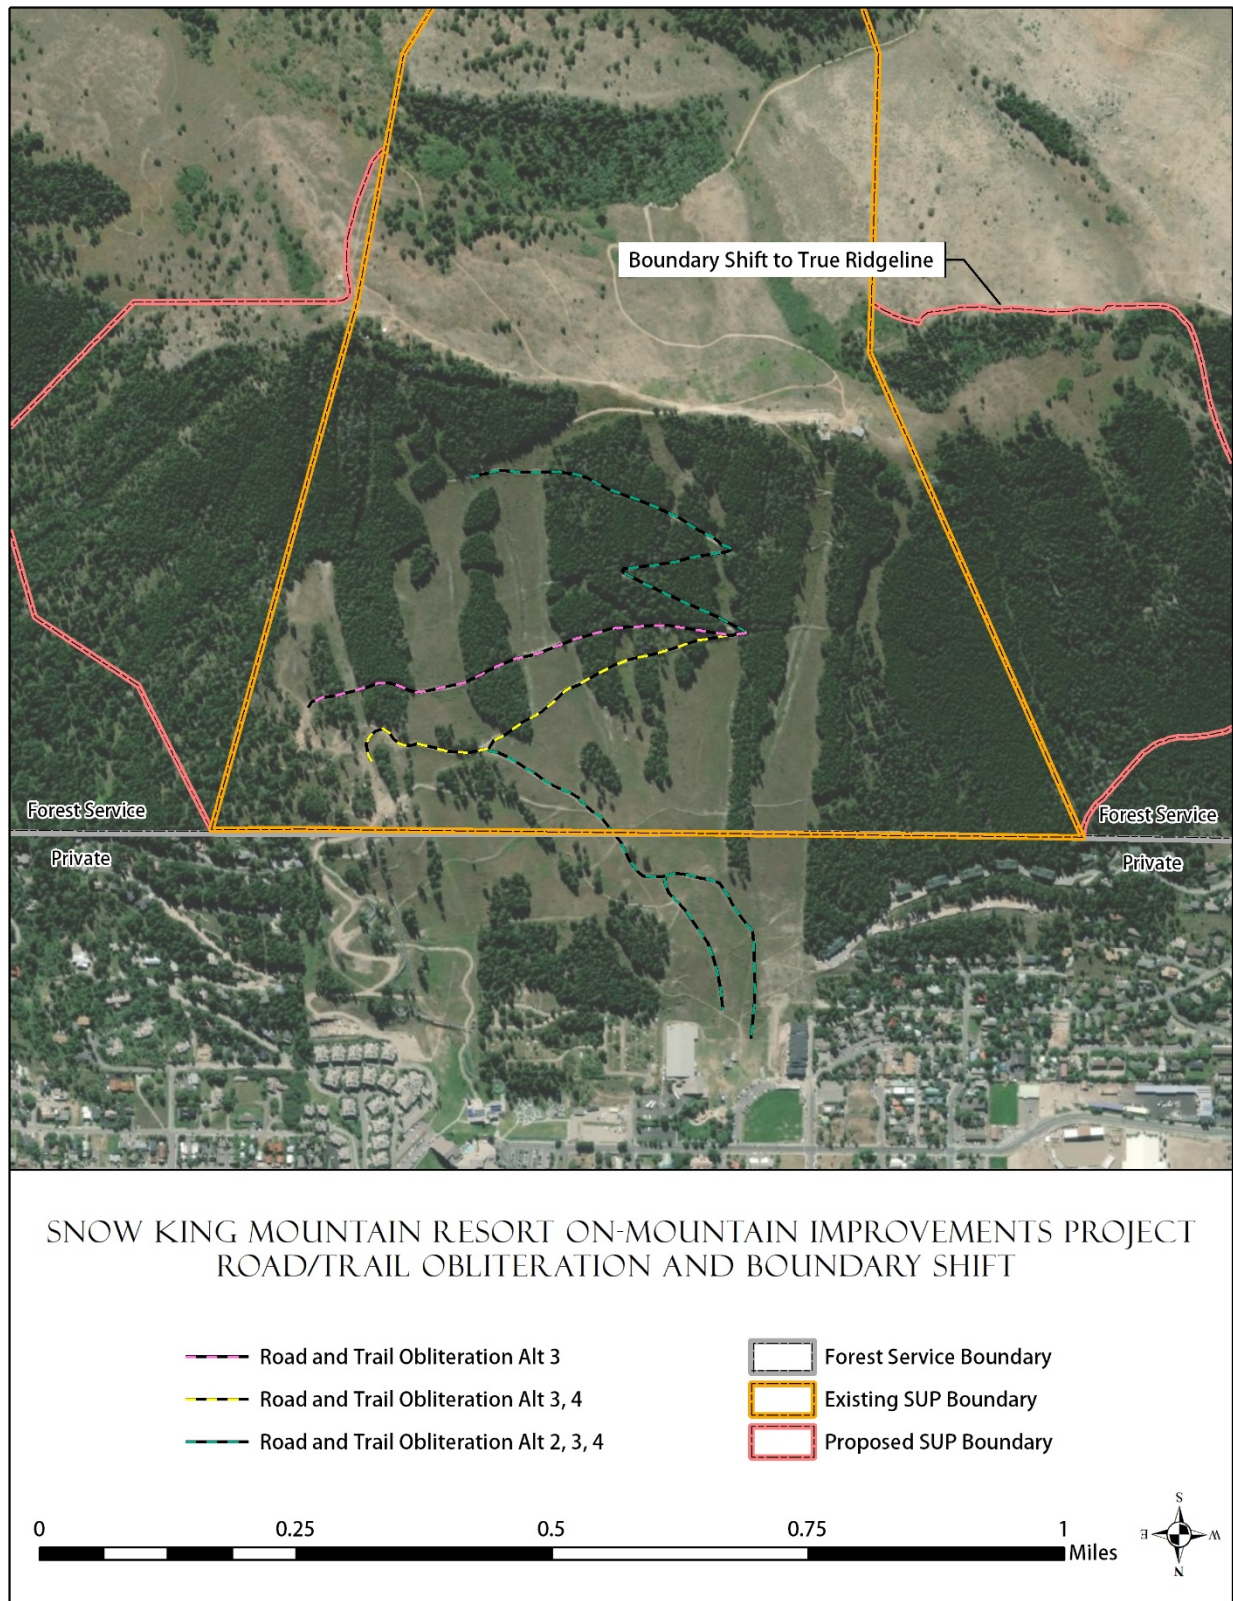 Boundary Shift to True Ridgeline
Forest Service
Forest Service
Private
Private
SNOW KING MOUNTAIN RESORT ON-MOUNTAIN IMPROVEMENTS PROJECT
ROAD/TRAIL OBLITERATION AND BOUNDARY SHIFT
Road and Trail Obliteration Alt 3
Forest Service Boundary
Road and Trail Obliteration Alt 3, 4
Existing SUP Boundary
Road and Trail Obliteration Alt 2, 3, 4
Proposed SUP Boundary
S
E W
N
0 0.25 0.5 0.75 1
Miles